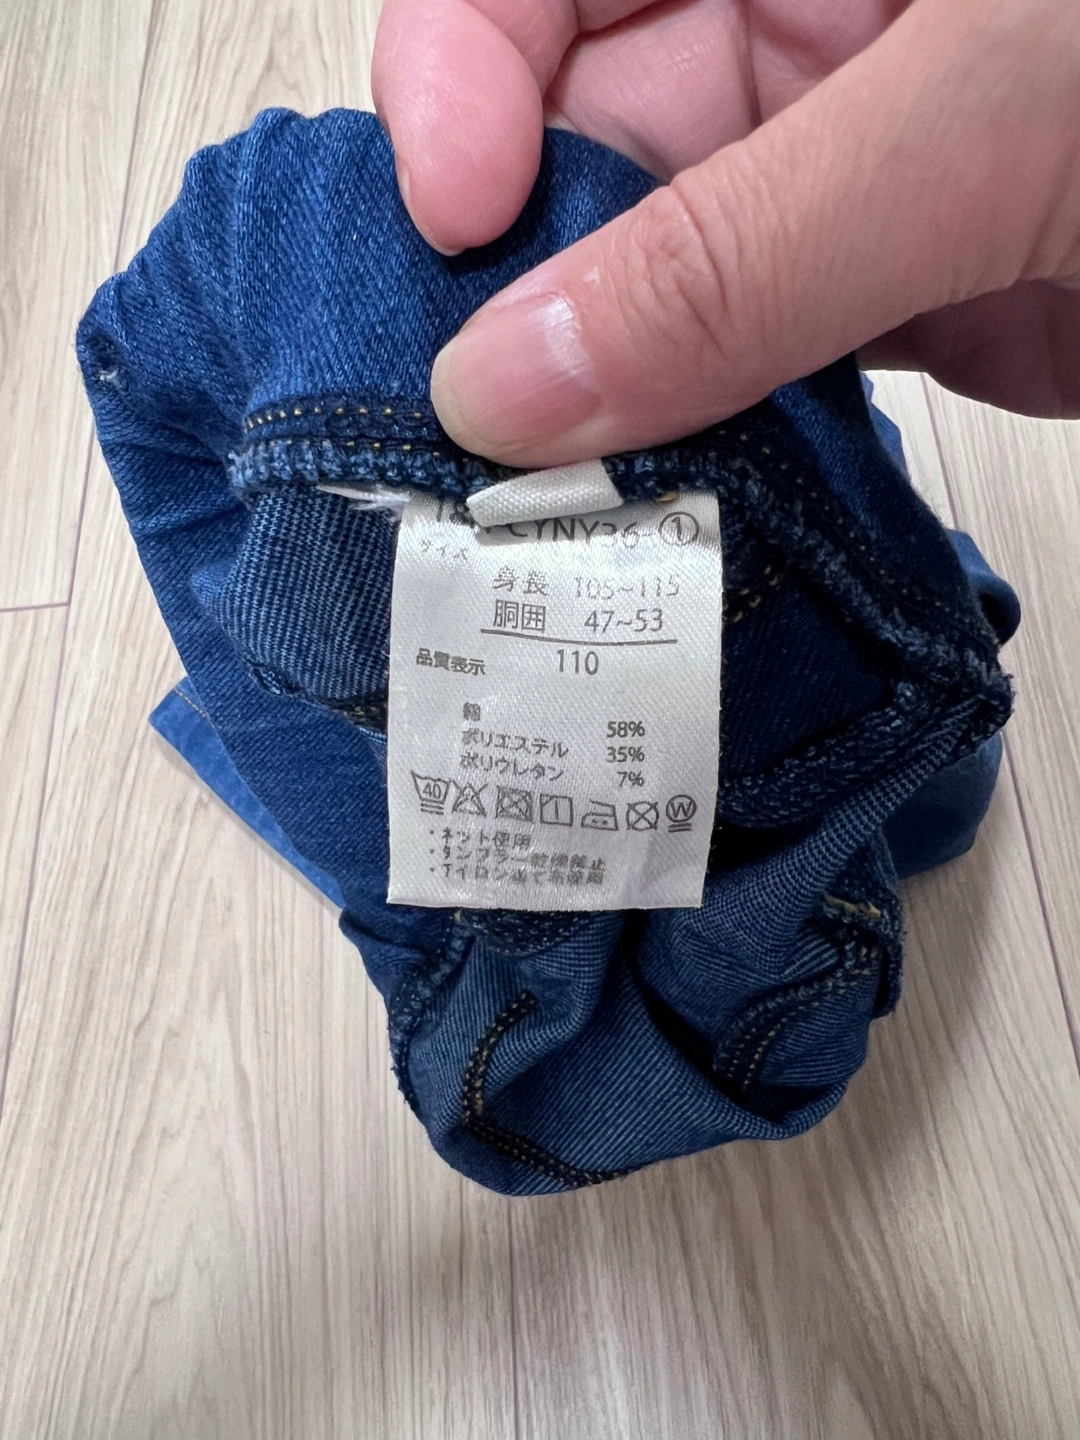 CYNY36-①
サイズ
身長 105~115
胴囲 47~53
品質表示 110
綿 58%
ポリエステル 35%
ポリウレタン 7%
40 1 W
・ネット使用
・タンブラー乾燥禁止
・アイロン当て布使用